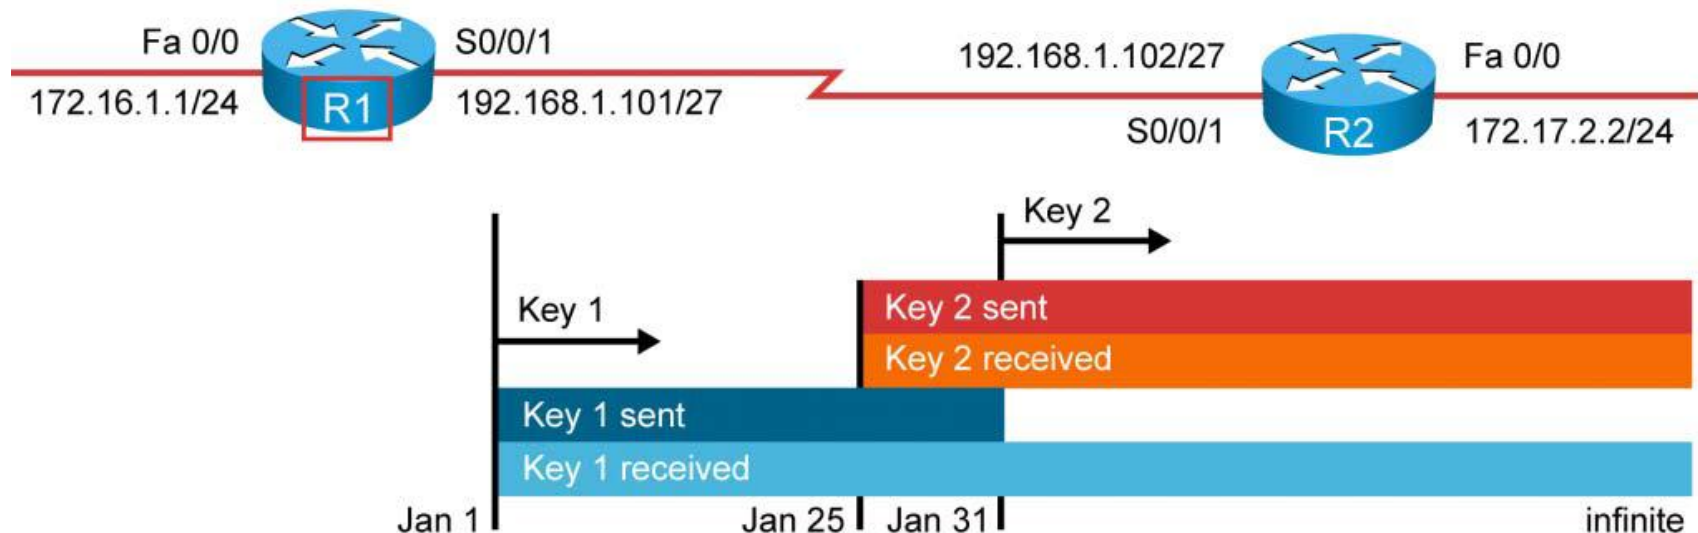 Fa 0/0
S0/0/1
172.16.1.1/24
R1
192.168.1.101/27
192.168.1.102/27
Fa 0/0
S0/0/1
R2
172.17.2.2/24
Key 2
Key 1
Key 2 sent
Key 2 received
Key 1 sent
Key 1 received
Jan 1
Jan 25
Jan 31
infinite